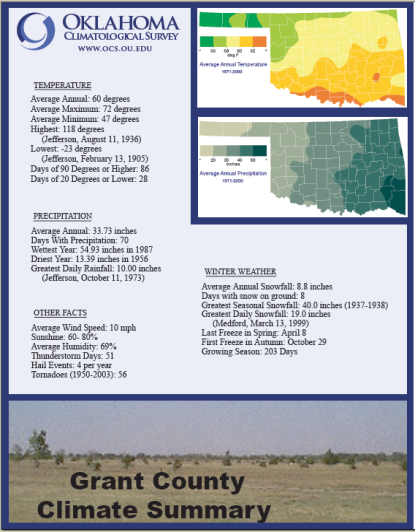 OKLAHOMA
CLIMATOLOGICAL SURVEY
WWW.OCS.OU.EDU
58 60 62 °F
Average Annual Temperature
1971-2000
20 30 40 60
inches
Average Annual Precipitation
1971-2000
TEMPERATURE
Average Annual: 60 degrees
Average Maximum: 72 degrees
Average Minimum: 47 degrees
Highest: 118 degrees
(Jefferson, August 11, 1936)
Lowest: -23 degrees
(Jefferson, February 13, 1905)
Days of 90 Degrees or Higher: 86
Days of 20 Degrees or Lower: 28
PRECIPITATION
Average Annual: 33.73 inches
Days With Precipitation: 70
Wettest Year: 54.93 inches in 1987
Driest Year: 13.39 inches in 1956
Greatest Daily Rainfall: 10.00 inches
(Jefferson, October 11, 1973)
OTHER FACTS
Average Wind Speed: 10 mph
Sunshine: 60- 80%
Average Humidity: 69%
Thunderstorm Days: 51
Hail Events: 4 per year
Tornadoes (1950-2003): 56
WINTER WEATHER
Average Annual Snowfall: 8.8 inches
Days with snow on ground: 8
Greatest Seasonal Snowfall: 40.0 inches (1937-1938)
Greatest Daily Snowfall: 19.0 inches
(Medford, March 13, 1999)
Last Freeze in Spring: April 8
First Freeze in Autumn: October 29
Growing Season: 203 Days
Grant County
Climate Summary